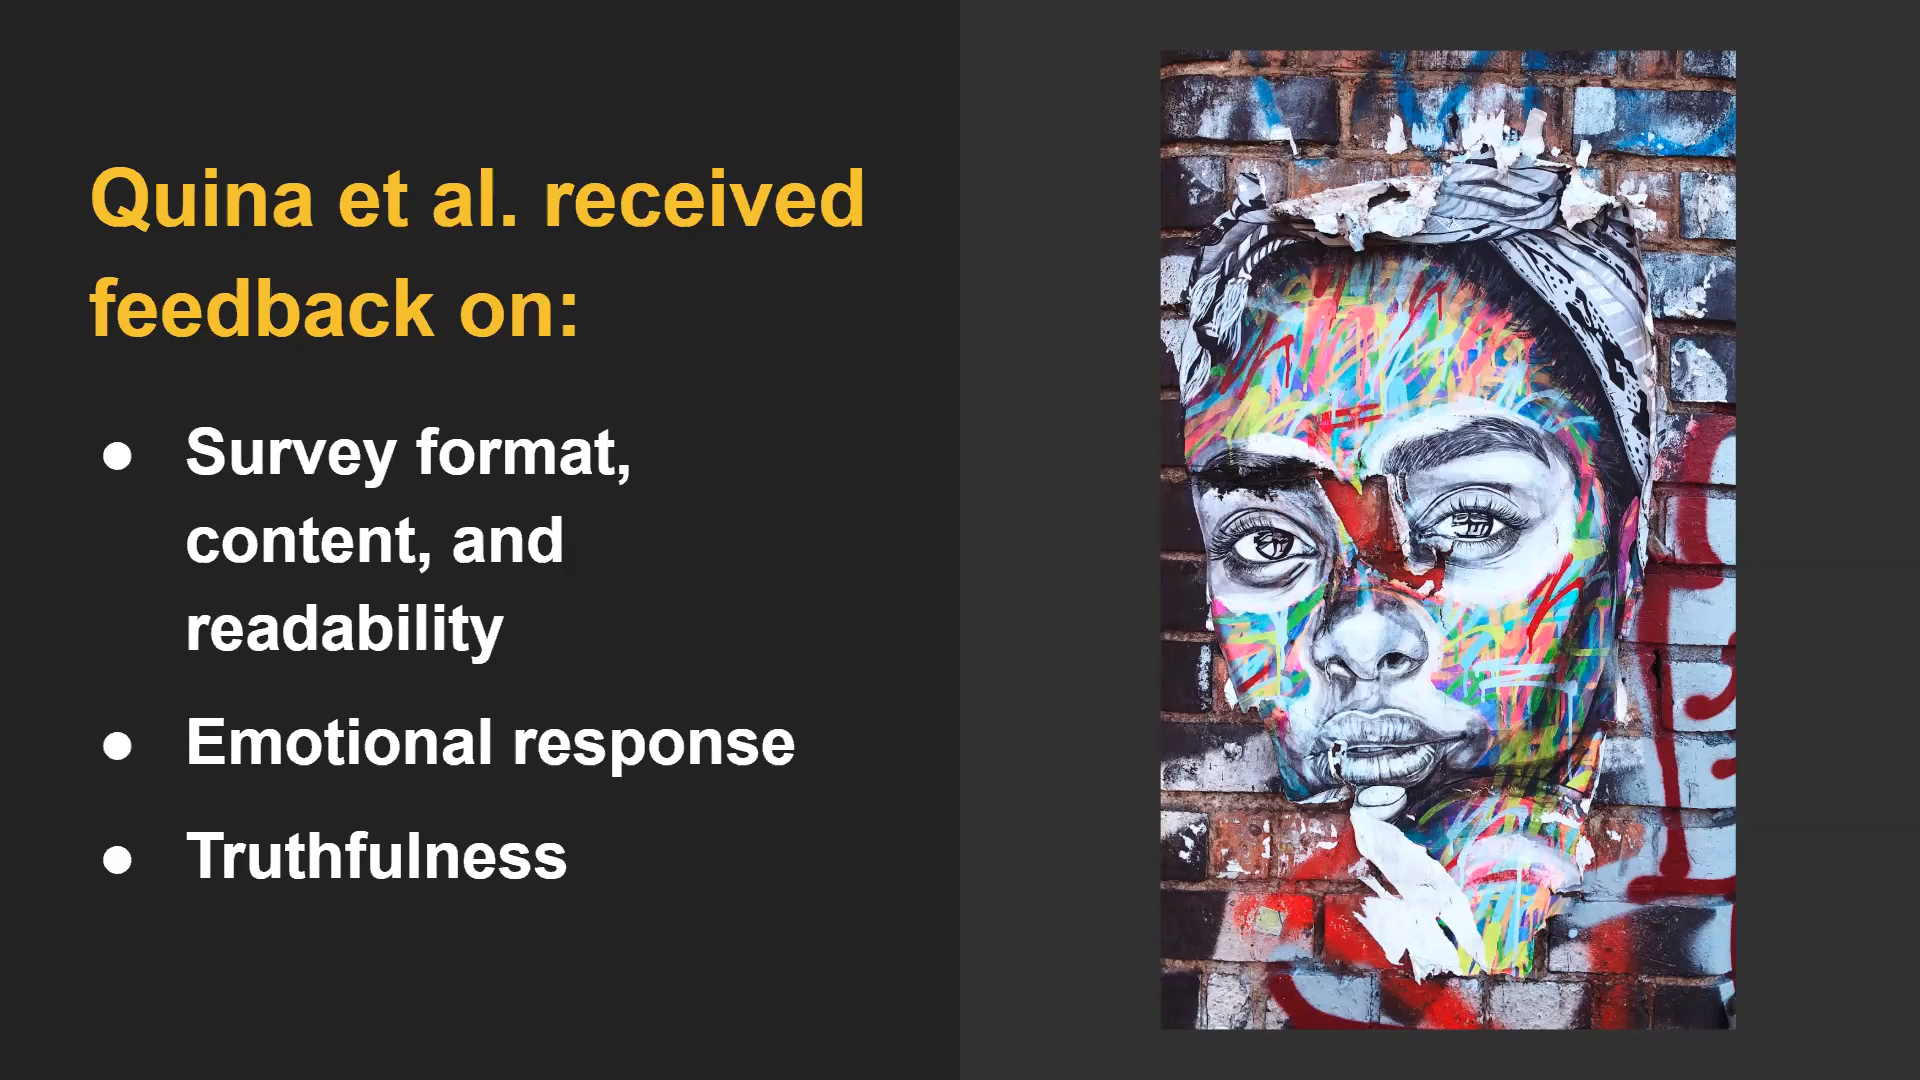 Quina et al. received
feedback on:
● Survey format,
content, and
readability
● Emotional response
● Truthfulness